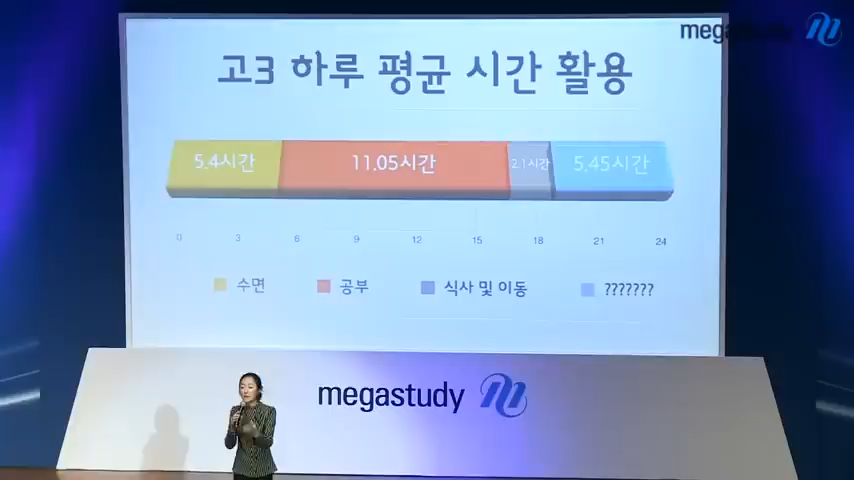 megastudy
고3 하루 평균 시간 활용
5.4시간 11.05시간 2.1시간 5.45시간
0 3 6 9 12 15 18 21 24
수면 공부 식사 및 이동 ???????
megastudy